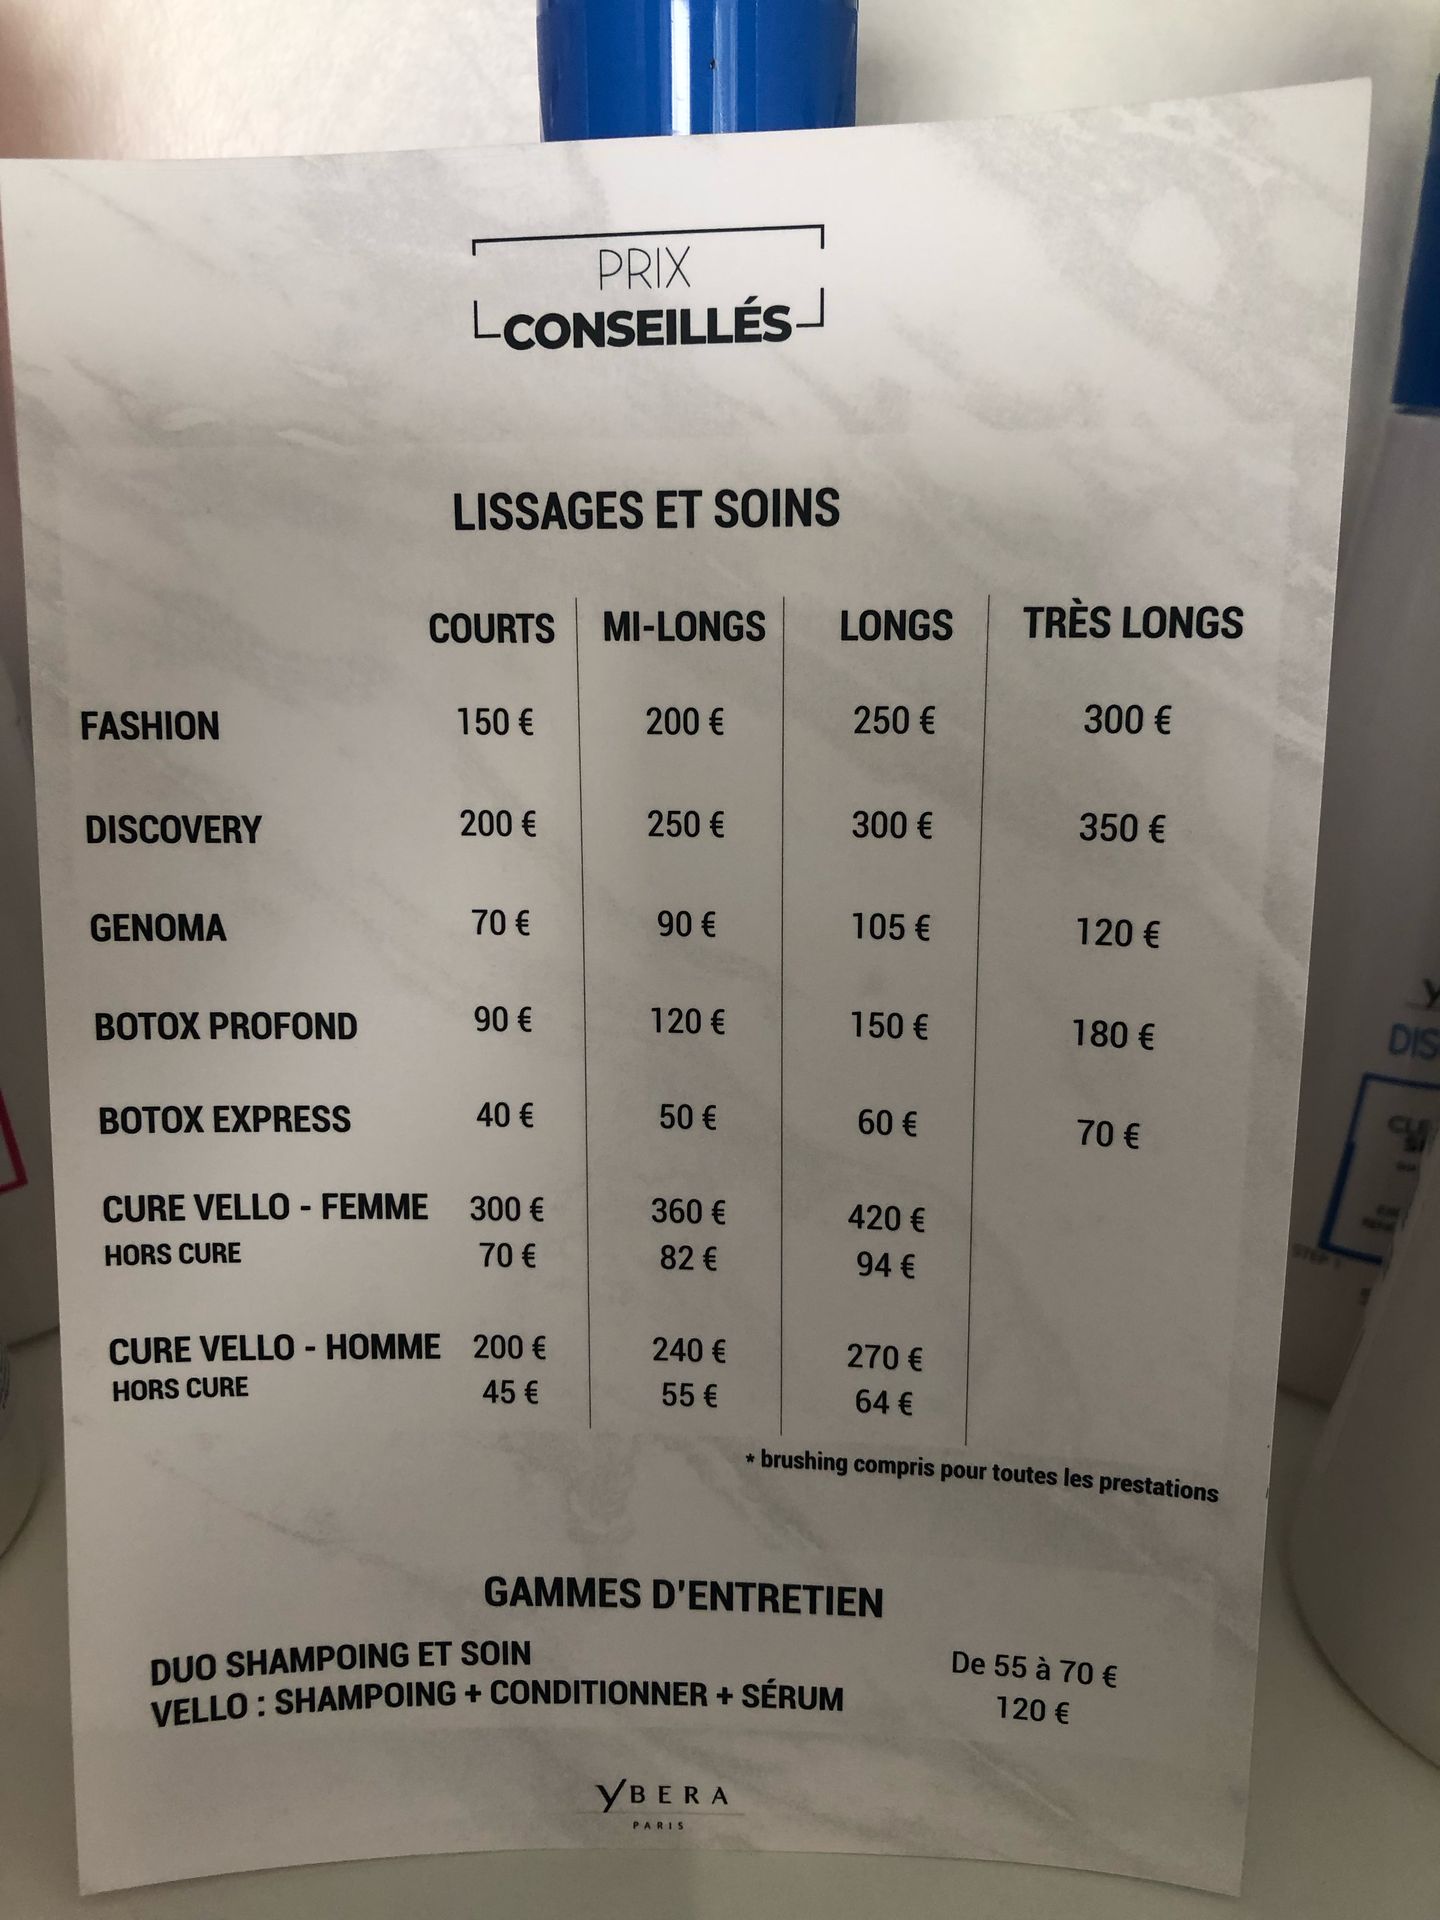 PRIX
CONSEILLÉS
LISSAGES ET SOINS
COURTS MI-LONGS LONGS TRÈS LONGS
FASHION 150 € 200 € 250 € 300 €
DISCOVERY 200 € 250 € 300 € 350 €
GENOMA 70 € 90 € 105 € 120 €
BOTOX PROFOND 90 € 120 € 150 € 180 €
BOTOX EXPRESS 40 € 50 € 60 € 70 €
CURE VELLO - FEMME 300 € 360 € 420 €
HORS CURE 70 € 82 € 94 €
CURE VELLO - HOMME 200 € 240 € 270 €
HORS CURE 45 € 55 € 64 €
* brushing compris pour toutes les prestations
GAMMES D'ENTRETIEN
DUO SHAMPOING ET SOIN De 55 à 70 €
VELLO : SHAMPOING + CONDITIONNER + SÉRUM 120 €
YBERA
PARIS
DIS
STEP 1